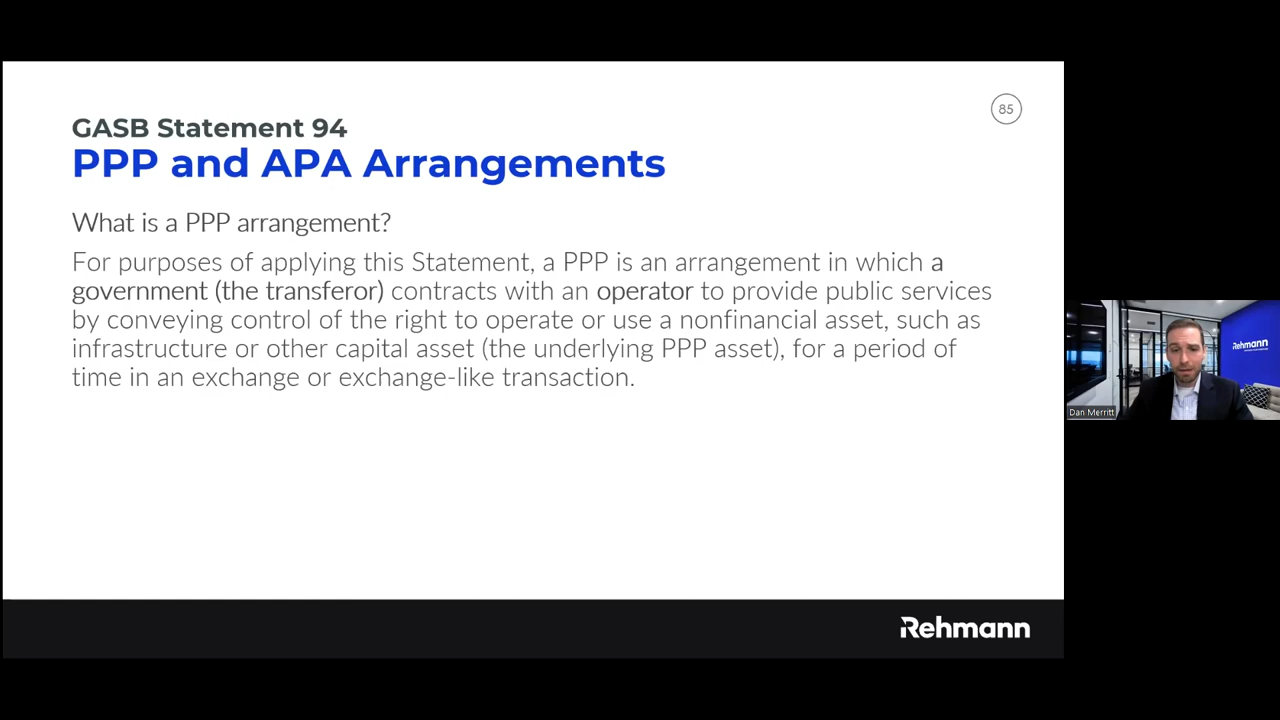 85
GASB Statement 94
PPP and APA Arrangements
What is a PPP arrangement?
For purposes of applying this Statement, a PPP is an arrangement in which a
government (the transferor) contracts with an operator to provide public services
by conveying control of the right to operate or use a nonfinancial asset, such as
infrastructure or other capital asset (the underlying PPP asset), for a period of
time in an exchange or exchange-like transaction.
Rehmann
Rehmann
Dan Merritt